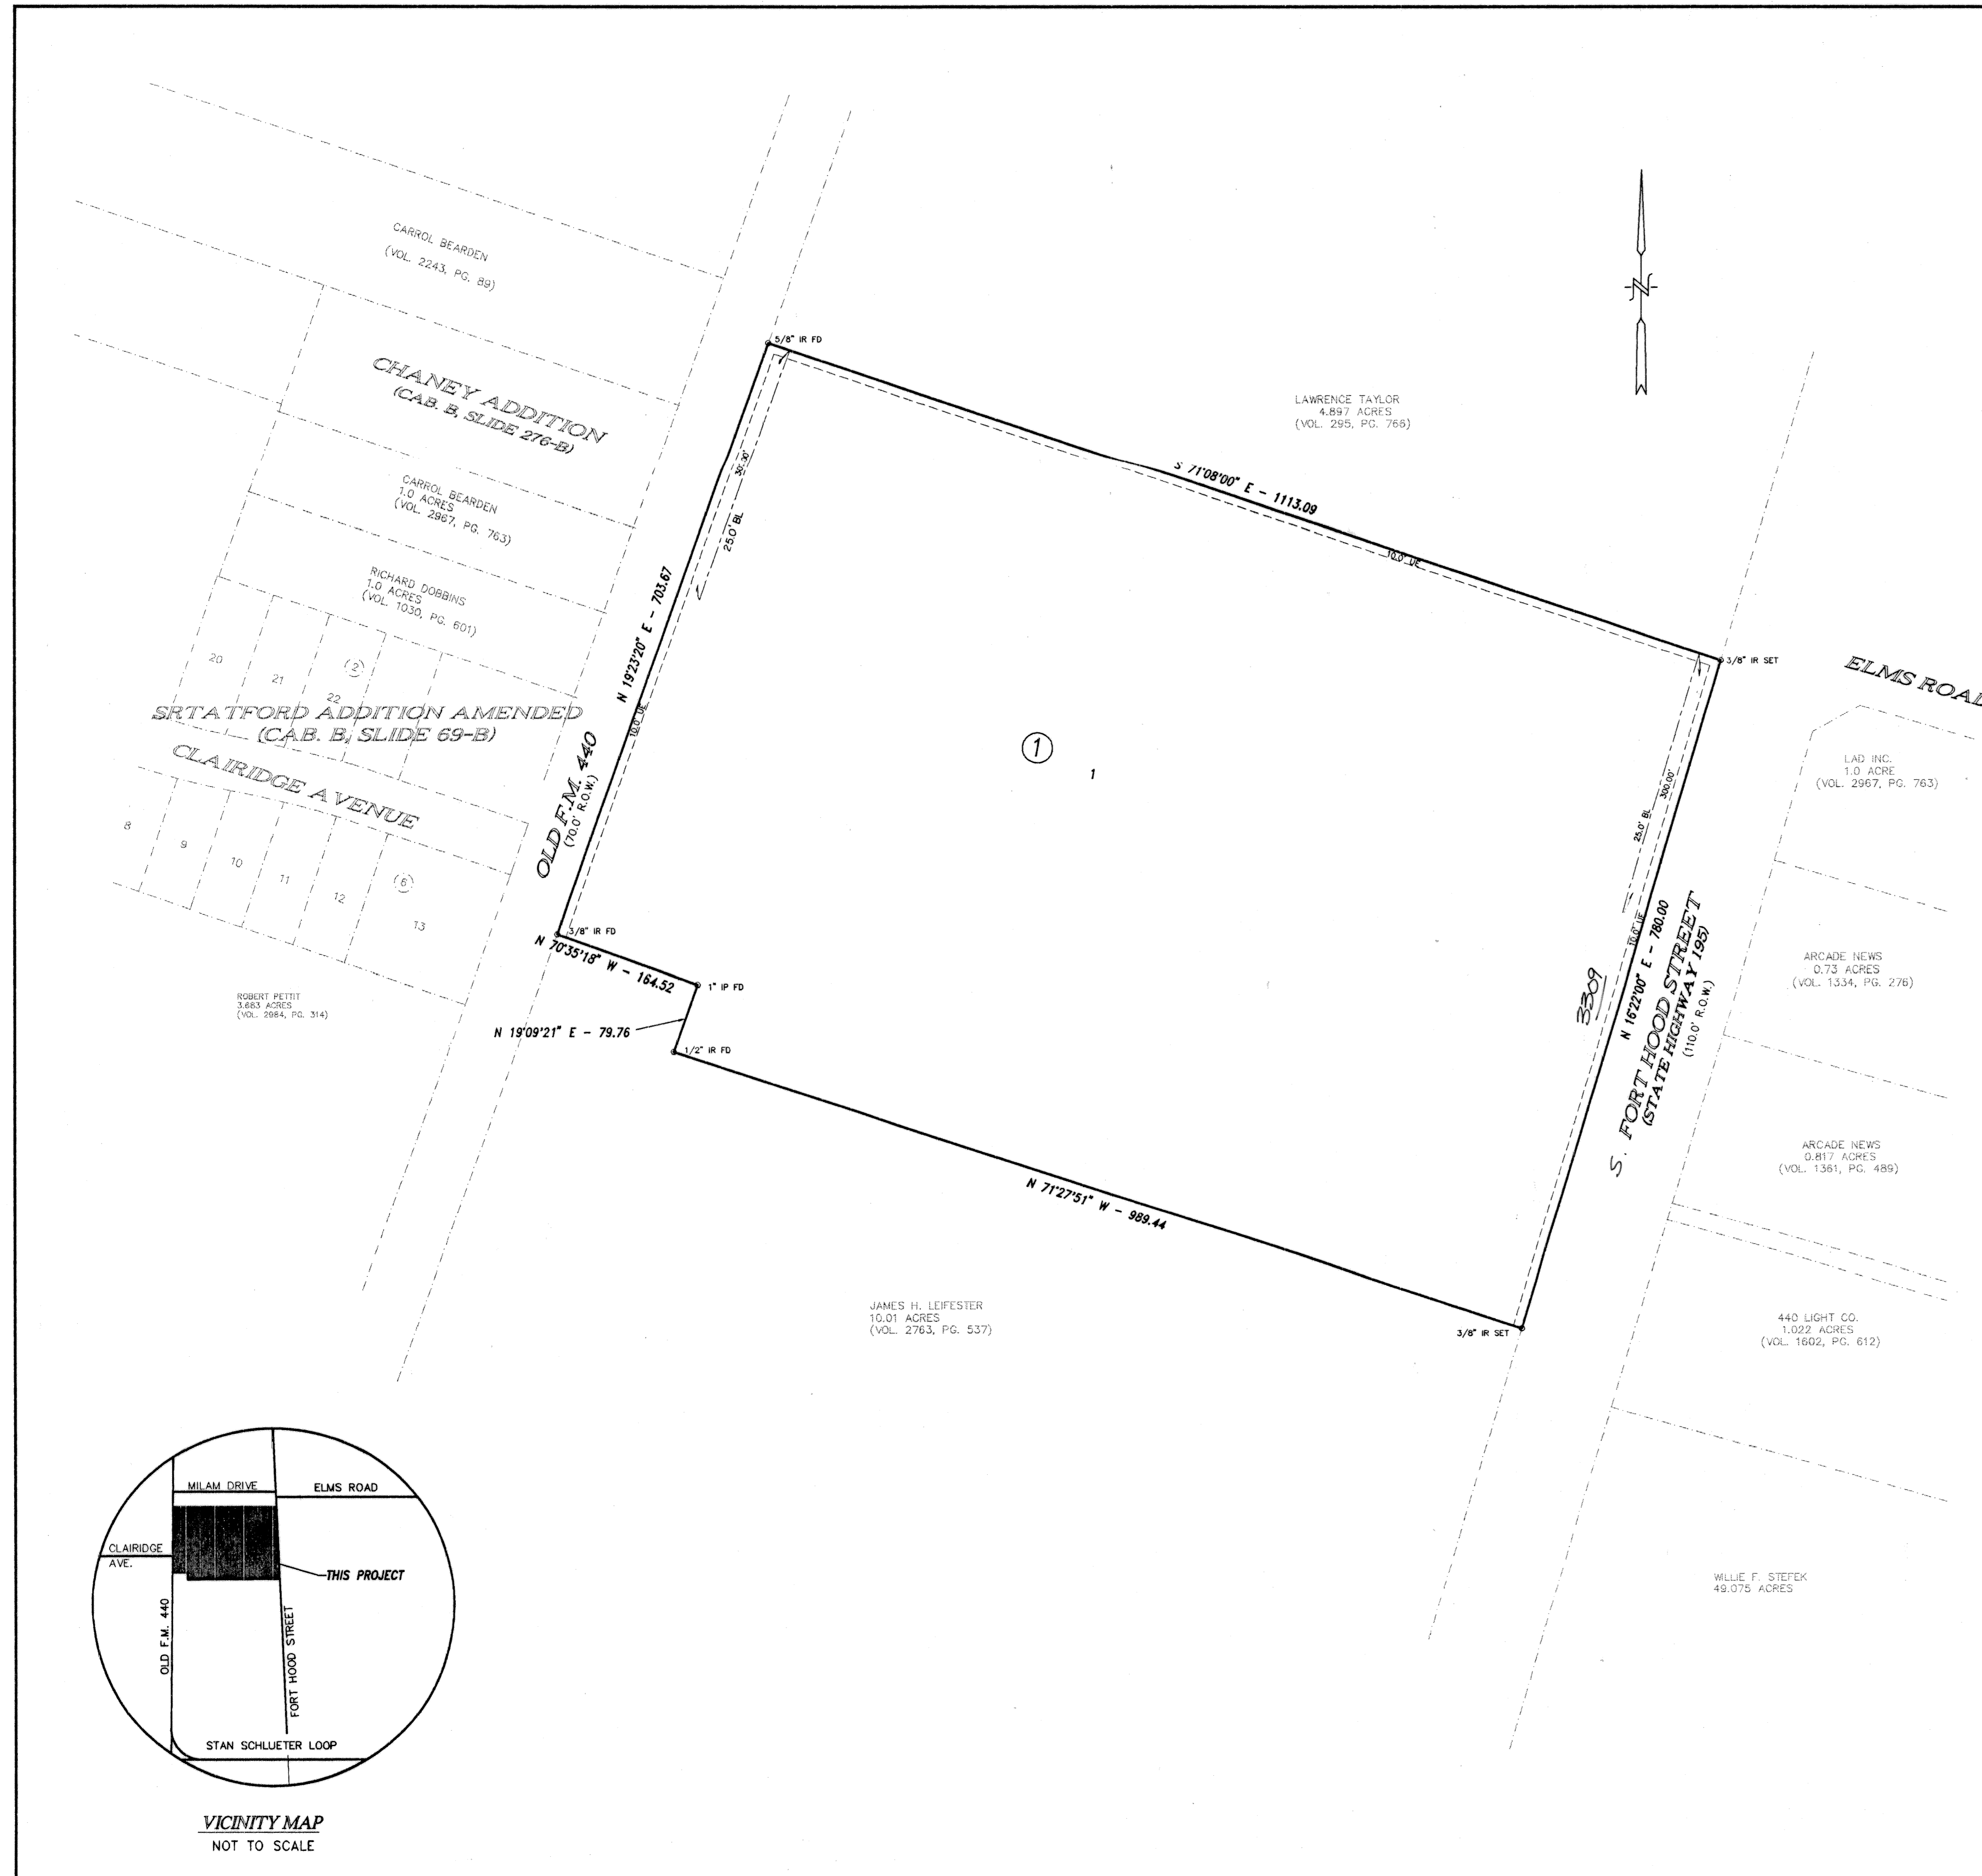 CARROL BEARDEN
(VOL. 2243, PG. 89)
CHANEY ADDITION
(CAB. B, SLIDE 276-B)
CARROL BEARDEN
1.0 ACRES
(VOL. 2967, PG. 763)
RICHARD DOBBINS
1.0 ACRES
(VOL. 1030, PG. 601)
20
21
22
(2)
SRTATFORD ADDITION AMENDED
(CAB. B, SLIDE 69-B)
CLAIRIDGE AVENUE
8
9
10
11
12
(6)
13
ROBERT PETTIT
3.663 ACRES
(VOL. 2984, PG. 314)
OLD F.M. 440
(70.0' R.O.W.)
5/8" IR FD
N 19°23'20" E - 703.67
10.0' UE
25.0' BL
S 71°08'00" E - 1113.09
10.0' UE
LAWRENCE TAYLOR
4.897 ACRES
(VOL. 295, PG. 766)
N
3/8" IR SET
ELMS ROAD
1
1
3/8" IR FD
N 70°35'18" W - 164.52
1" IP FD
N 19°09'21" E - 79.76
1/2" IR FD
N 71°27'51" W - 989.44
3/8" IR SET
25.0' BL
300.00'
10.0' UE
3309
N 16°22'00" E - 780.00
S. FORT HOOD STREET
(STATE HIGHWAY 195)
(110.0' R.O.W.)
LAD INC.
1.0 ACRE
(VOL. 2967, PG. 763)
ARCADE NEWS
0.73 ACRES
(VOL. 1334, PG. 276)
ARCADE NEWS
0.817 ACRES
(VOL. 1361, PG. 489)
440 LIGHT CO.
1.022 ACRES
(VOL. 1602, PG. 612)
WILLIE F. STEFEK
49.075 ACRES
JAMES H. LEIFESTER
10.01 ACRES
(VOL. 2763, PG. 537)
MILAM DRIVE
ELMS ROAD
CLAIRIDGE
AVE.
THIS PROJECT
OLD F.M. 440
FORT HOOD STREET
STAN SCHLUETER LOOP
VICINITY MAP
NOT TO SCALE